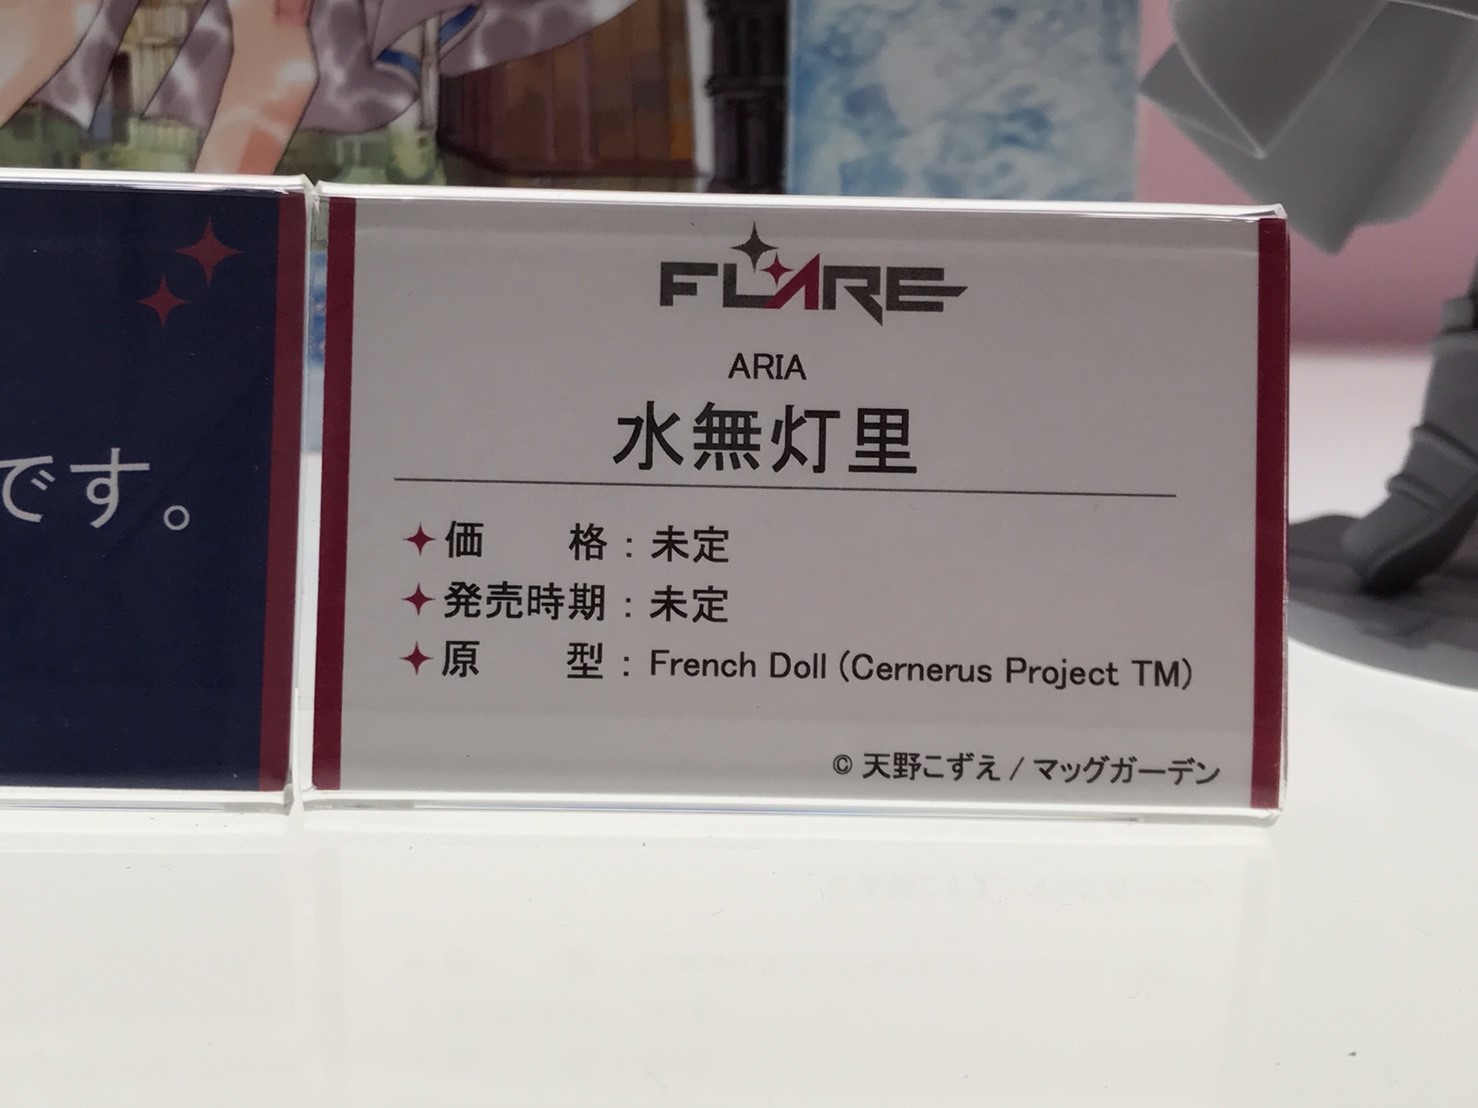 です。
FLARE
ARIA
水無灯里
価格：未定
発売時期：未定
原型：French Doll (Cernerus Project TM)
© 天野こずえ / マッグガーデン